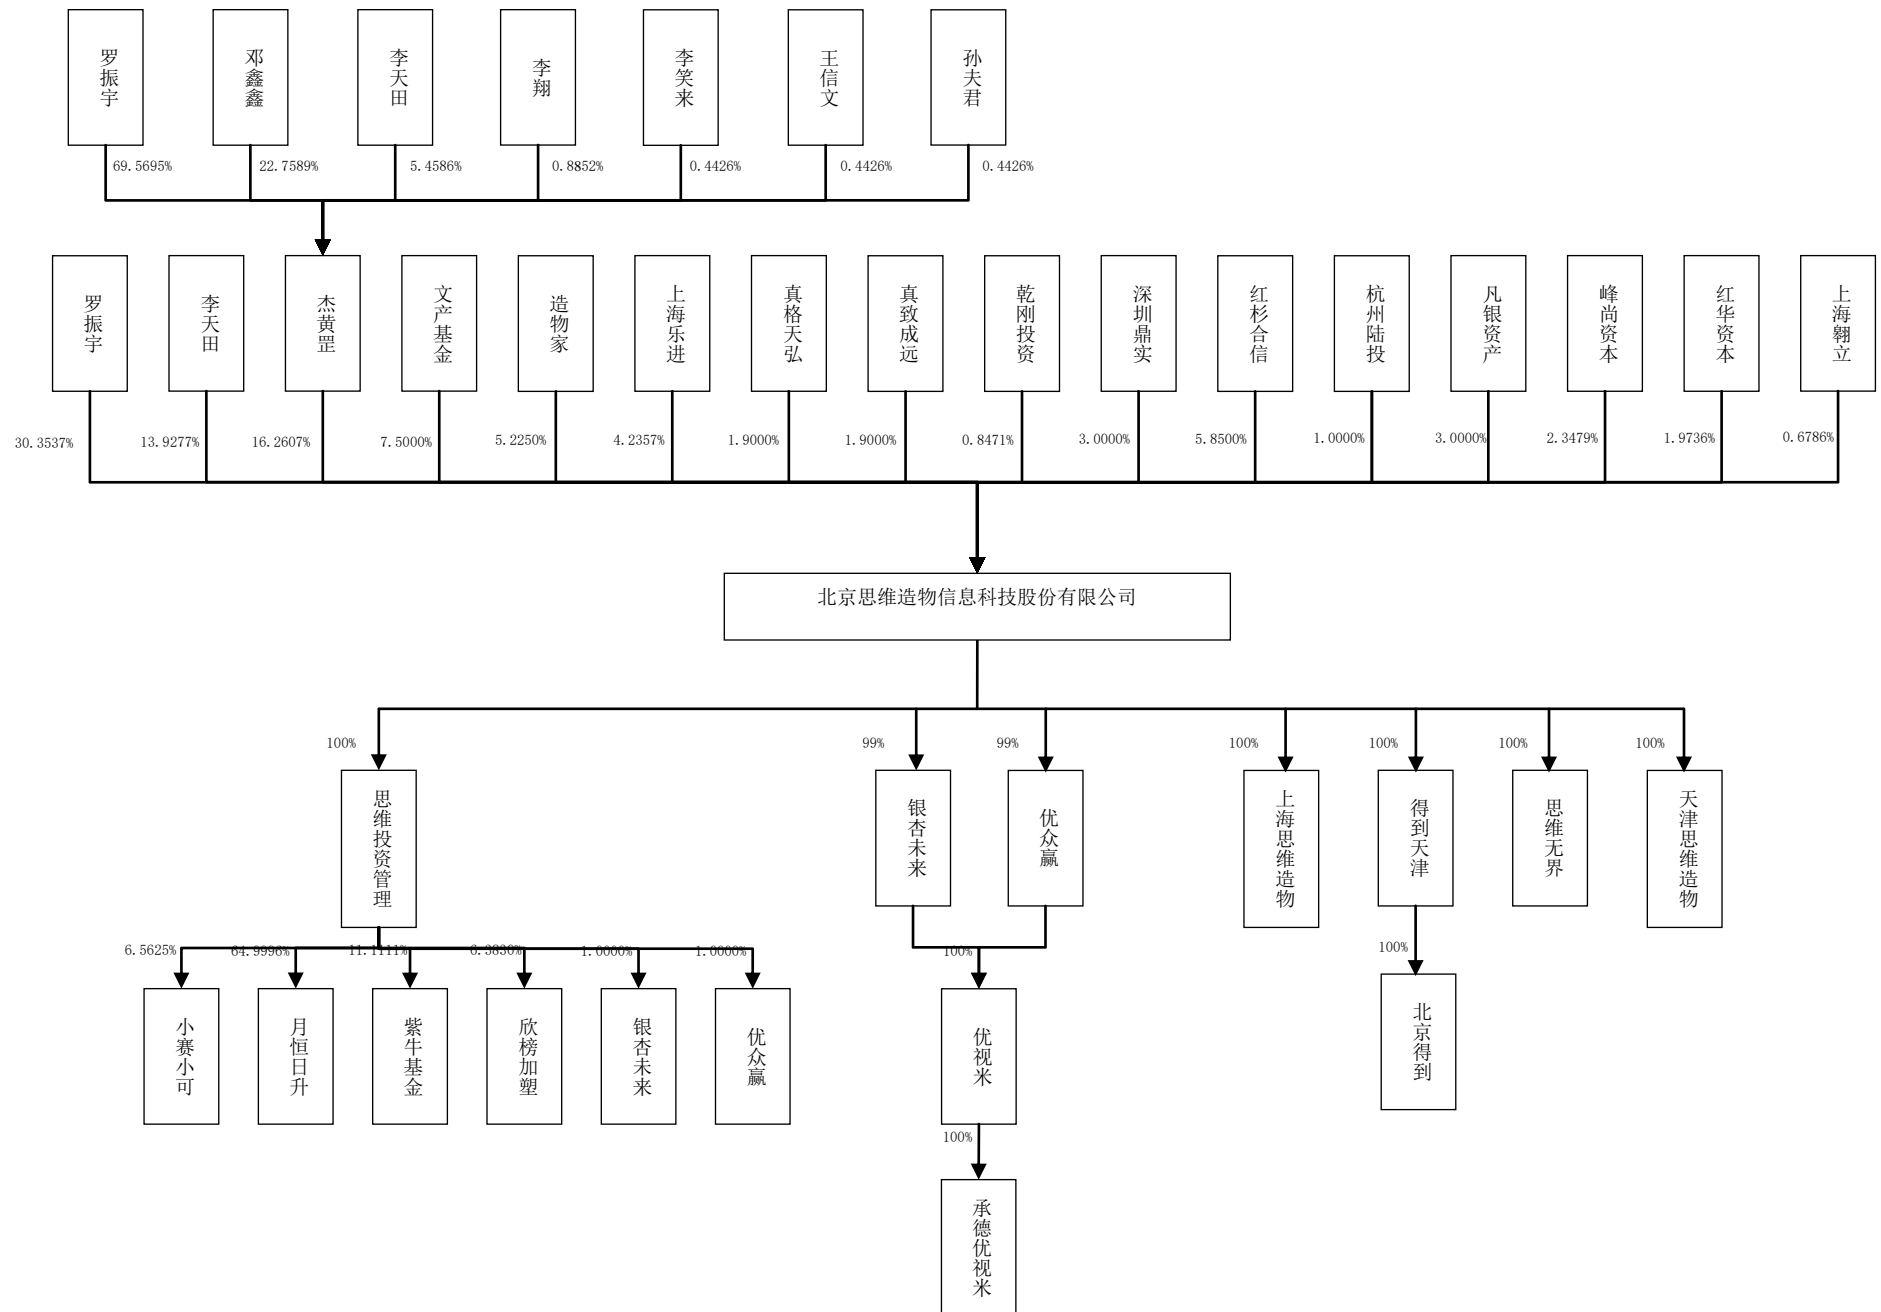 罗振宇
邓鑫鑫
李天田
李翔
李笑来
王信文
孙夫君
69.5695%
22.7589%
5.4586%
0.8852%
0.4426%
0.4426%
0.4426%
罗振宇
李天田
杰黄罡
文产基金
造物家
上海乐进
真格天弘
真致成远
乾刚投资
深圳鼎实
红杉合信
杭州陆投
凡银资产
峰尚资本
红华资本
上海翱立
30.3537%
13.9277%
16.2607%
7.5000%
5.2250%
4.2357%
1.9000%
1.9000%
0.8471%
3.0000%
5.8500%
1.0000%
3.0000%
2.3479%
1.9736%
0.6786%
北京思维造物信息科技股份有限公司
100%
99%
99%
100%
100%
100%
100%
思维投资管理
银杏未来
优众赢
上海思维造物
得到天津
思维无界
天津思维造物
6.5625%
64.9996%
11.1111%
6.3830%
1.0000%
1.0000%
100%
100%
小赛小可
月恒日升
紫牛基金
欣榜加塑
银杏未来
优众赢
优视米
北京得到
100%
承德优视米